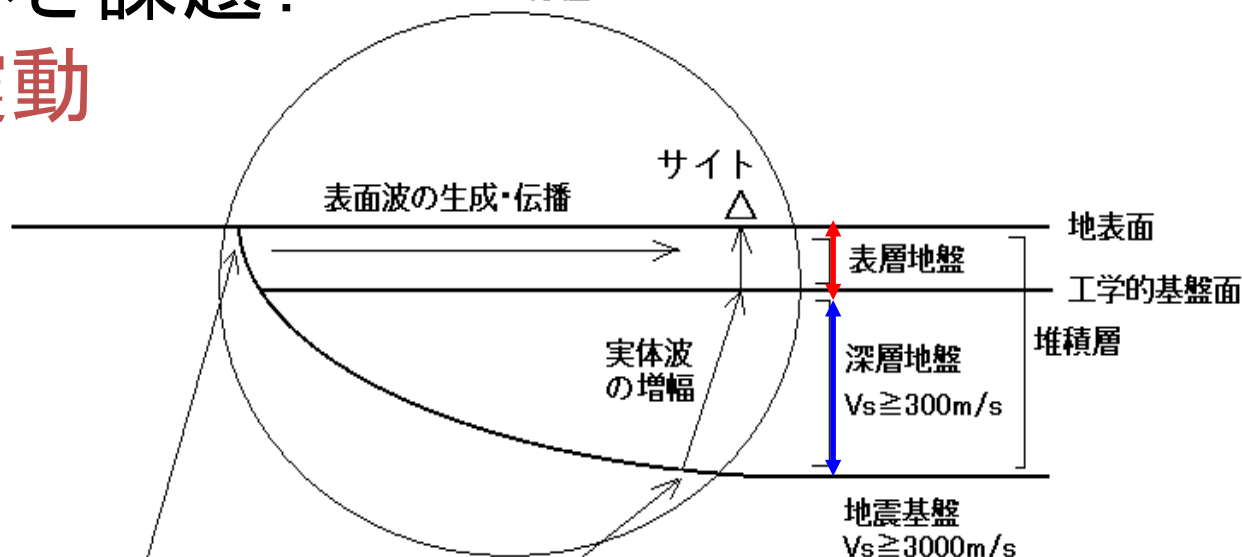 課題:
動
サイト
表面波の生成・伝播
地表面
表層地盤
工学的基盤面
実体波
の増幅
深層地盤
Vs≧300m/s
堆積層
地震基盤
Vs≧3000m/s